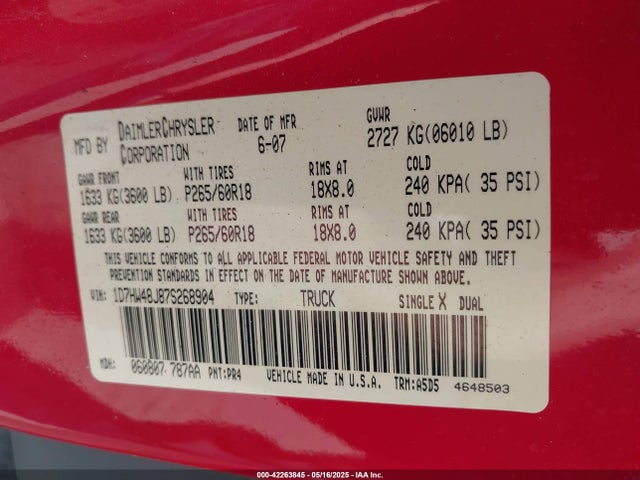 MFD BY DAIMLERCHRYSLER CORPORATION DATE OF MFR 6-07 GVWR 2727 KG(06010 LB)
GAWR FRONT WITH TIRES RIMS AT COLD
1633 KG(3600 LB) P265/60R18 18X8.0 240 KPA( 35 PSI)
GAWR REAR WITH TIRES RIMS AT COLD
1633 KG(3600 LB) P265/60R18 18X8.0 240 KPA( 35 PSI)
THIS VEHICLE CONFORMS TO ALL APPLICABLE FEDERAL MOTOR VEHICLE SAFETY AND THEFT
PREVENTION STANDARDS IN EFFECT ON THE DATE OF MANUFACTURE SHOWN ABOVE.
VIN: 1D7HW48J87S268904 TYPE: TRUCK SINGLE X DUAL
MDH: 060807 787AA PNT:PR4 VEHICLE MADE IN U.S.A. TRM:A5D5 4648503
000-42263845 - 05/16/2025 - IAA Inc.